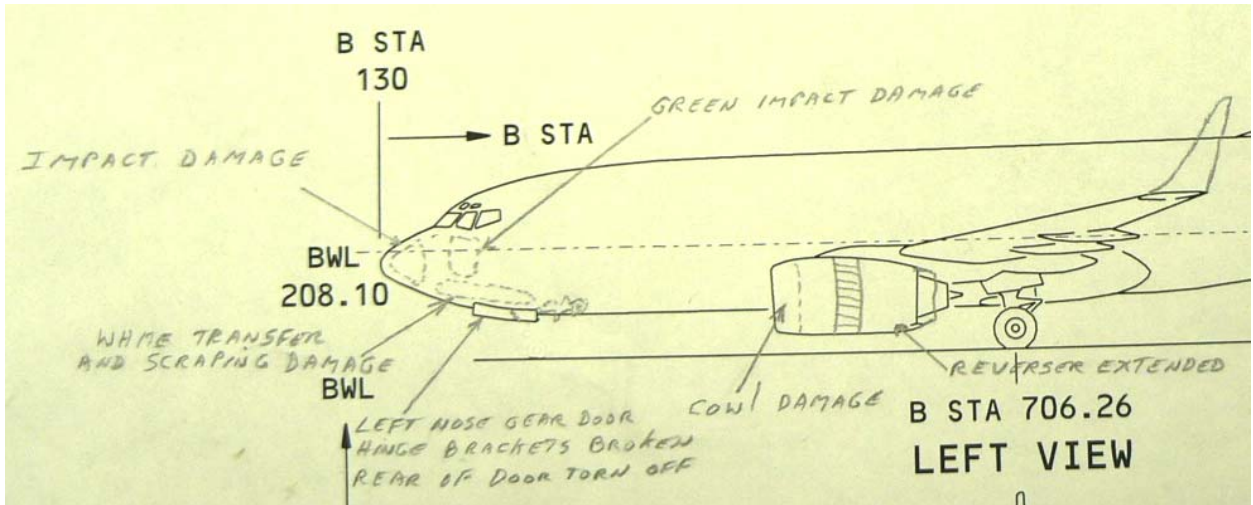 B STA
130
B STA
GREEN IMPACT DAMAGE
IMPACT DAMAGE
BWL
208.10
WHITE TRANSFER
AND SCRAPING DAMAGE
BWL
LEFT NOSE GEAR DOOR
HINGE BRACKETS BROKEN
REAR OF DOOR TORN OFF
COWl DAMAGE
REVERSER EXTENDED
B STA 706.26
LEFT VIEW